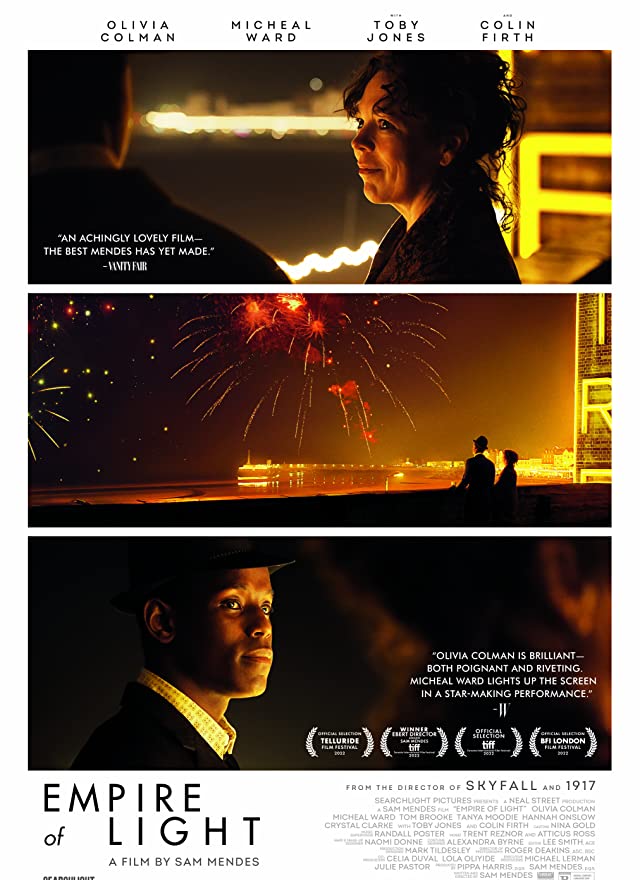 OLIVIA COLMAN
MICHEAL WARD
WITH TOBY JONES
AND COLIN FIRTH
“AN ACHINGLY LOVELY FILM—
THE BEST MENDES HAS YET MADE.”
–VANITY FAIR
I
R
“OLIVIA COLMAN IS BRILLIANT—
BOTH POIGNANT AND RIVETING.
MICHEAL WARD LIGHTS UP THE SCREEN
IN A STAR-MAKING PERFORMANCE.”
–W
OFFICIAL SELECTION
TELLURIDE
FILM FESTIVAL
2022
WINNER
EBERT DIRECTOR
AWARD
SAM MENDES
tiff
2022
OFFICIAL
SELECTION
tiff
2022
OFFICIAL SELECTION
BFI LONDON
FILM FESTIVAL
2022
EMPIRE
of LIGHT
A FILM BY SAM MENDES
FROM THE DIRECTOR OF SKYFALL AND 1917
SEARCHLIGHT PICTURES PRESENTS A NEAL STREET PRODUCTION
A SAM MENDES FILM "EMPIRE OF LIGHT" OLIVIA COLMAN
MICHEAL WARD TOM BROOKE TANYA MOODIE HANNAH ONSLOW
CRYSTAL CLARKE WITH TOBY JONES AND COLIN FIRTH CASTING NINA GOLD
RANDALL POSTER TRENT REZNOR AND ATTICUS ROSS
NAOMI DONNE ALEXANDRA BYRNE LEE SMITH, ACE
MARK TILDESLEY ROGER DEAKINS ASC, BSC
CELIA DUVAL LOLA OLIYIDE MICHAEL LERMAN
JULIE PASTOR PIPPA HARRIS SAM MENDES
SAM MENDES
SEARCHLIGHT